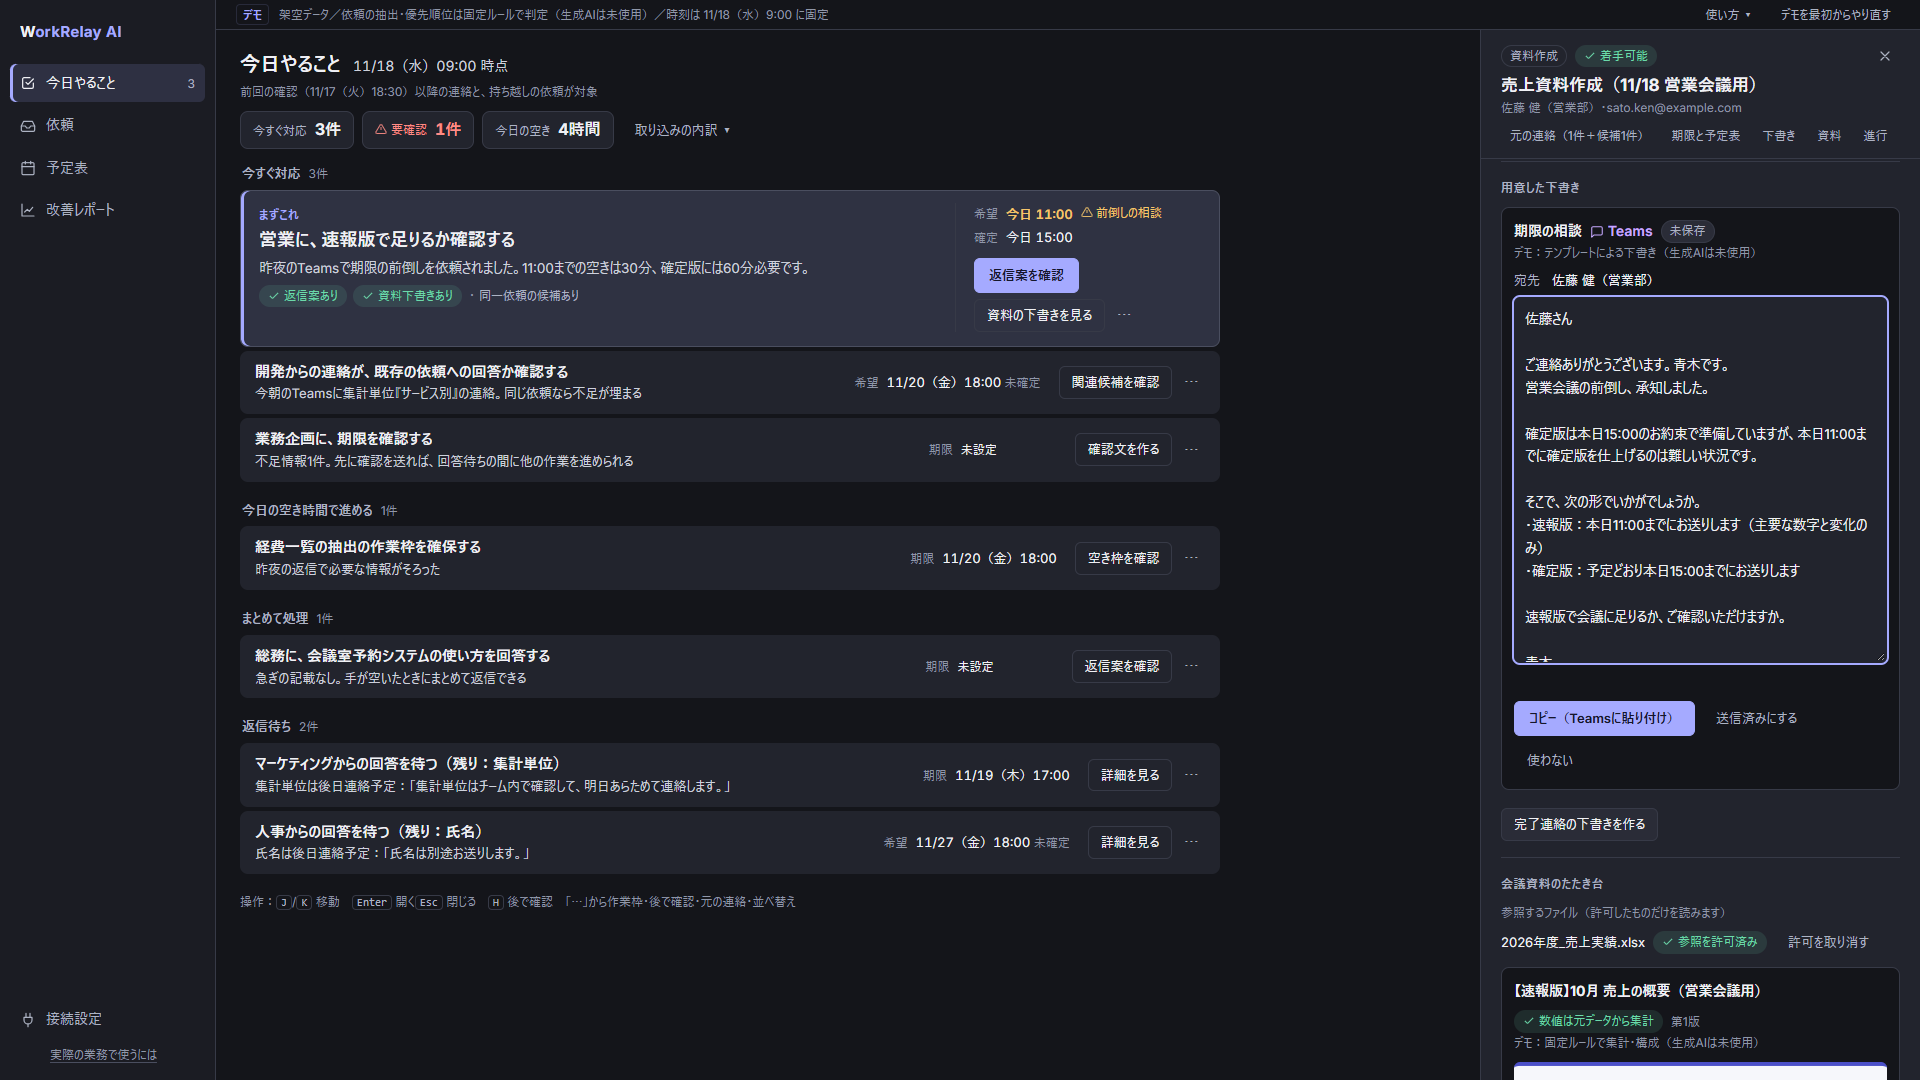 WorkRelay AI
今日やること 3
依頼
予定表
改善レポート
接続設定
実際の業務で使うには
デモ 架空データ／依頼の抽出・優先順位は固定ルールで判定（生成AIは未使用）／時刻は 11/18（水）9:00 に固定
使い方 ▾ デモを最初からやり直す
今日やること 11/18（水）09:00 時点
前回の確認（11/17（火）18:30）以降の連絡と、持ち越しの依頼が対象
今すぐ対応 3件 要確認 1件 今日の空き 4時間 取り込みの内訳 ▾
今すぐ対応 3件
まずこれ
営業に、速報版で足りるか確認する
昨夜のTeamsで期限の前倒しを依頼されました。11:00までの空きは30分、確定版には60分必要です。
返信案あり 資料下書きあり ・同一依頼の候補あり
希望 今日 11:00 前倒しの相談
確定 今日 15:00
返信案を確認
資料の下書きを見る …
開発からの連絡が、既存の依頼への回答か確認する
今朝のTeamsに集計単位『サービス別』の連絡。同じ依頼なら不足が埋まる
希望 11/20（金）18:00 未確定 関連候補を確認 …
業務企画に、期限を確認する
不足情報1件。先に確認を送れば、回答待ちの間に他の作業を進められる
期限 未設定 確認文を作る …
今日の空き時間で進める 1件
経費一覧の抽出の作業枠を確保する
昨夜の返信で必要な情報がそろった
期限 11/20（金）18:00 空き枠を確認 …
まとめて処理 1件
総務に、会議室予約システムの使い方を回答する
急ぎの記載なし。手が空いたときにまとめて返信できる
期限 未設定 返信案を確認 …
返信待ち 2件
マーケティングからの回答を待つ（残り：集計単位）
集計単位は後日連絡予定：「集計単位はチーム内で確認して、明日あらためて連絡します。」
期限 11/19（木）17:00 詳細を見る …
人事からの回答を待つ（残り：氏名）
氏名は後日連絡予定：「氏名は別途お送りします。」
希望 11/27（金）18:00 未確定 詳細を見る …
操作： J / K 移動 Enter 開く Esc 閉じる H 後で確認 「…」から作業枠・後で確認・元の連絡・並べ替え
資料作成 着手可能
売上資料作成（11/18 営業会議用）
佐藤 健（営業部）・sato.ken@example.com
元の連絡（1件＋候補1件） 期限と予定表 下書き 資料 進行
用意した下書き
期限の相談 Teams 未保存
デモ：テンプレートによる下書き（生成AIは未使用）
宛先 佐藤 健（営業部）
佐藤さん
ご連絡ありがとうございます。青木です。
営業会議の前倒し、承知しました。
確定版は本日15:00のお約束で準備していますが、本日11:00ま
でに確定版を仕上げるのは難しい状況です。
そこで、次の形でいかがでしょうか。
・速報版：本日11:00までにお送りします（主要な数字と変化の
み）
・確定版：予定どおり本日15:00までにお送りします
速報版で会議に足りるか、ご確認いただけますか。
青木
コピー（Teamsに貼り付け） 送信済みにする
使わない
完了連絡の下書きを作る
会議資料のたたき台
参照するファイル（許可したものだけを読みます）
2026年度_売上実績.xlsx 参照を許可済み 許可を取り消す
【速報版】10月 売上の概要（営業会議用）
数値は元データから集計 第1版
デモ：固定ルールで集計・構成（生成AIは未使用）